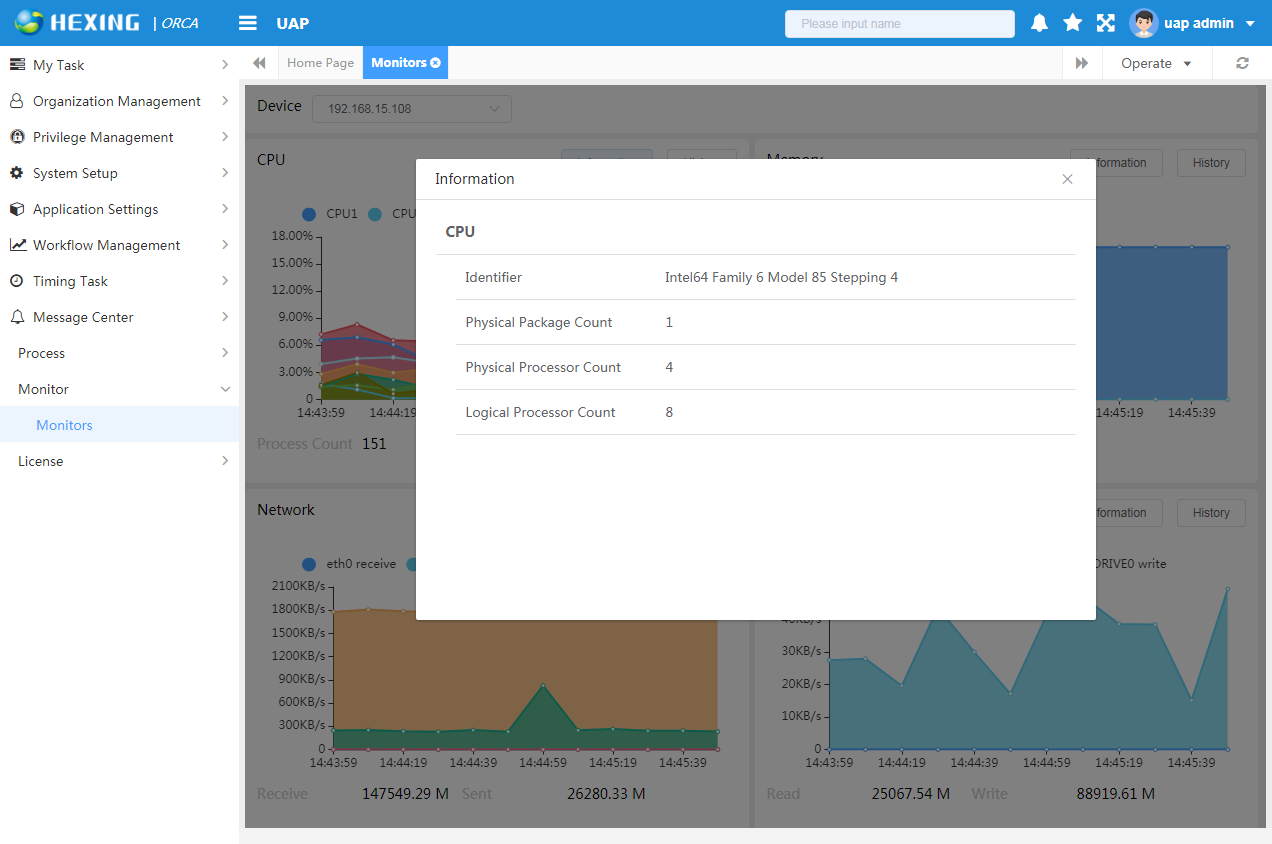 HEXING | ORCA UAP Please input name uap admin
My Task
Organization Management
Privilege Management
System Setup
Application Settings
Workflow Management
Timing Task
Message Center
Process
Monitor
Monitors
License
Home Page Monitors Operate
Device 192.168.15.108
CPU
CPU1 CPU
18.00%
15.00%
12.00%
9.00%
6.00%
3.00%
0
14:43:59 14:44:19
Process Count 151
Memory History
14:45:19 14:45:39
Information
CPU
Identifier Intel64 Family 6 Model 85 Stepping 4
Physical Package Count 1
Physical Processor Count 4
Logical Processor Count 8
Network
eth0 receive
2100KB/s
1800KB/s
1500KB/s
1200KB/s
900KB/s
600KB/s
300KB/s
0
14:43:59 14:44:19 14:44:39 14:44:59 14:45:19 14:45:39
Receive 147549.29 M Sent 26280.33 M
History
DRIVE0 write
40KB/s
30KB/s
20KB/s
10KB/s
0
14:43:59 14:44:19 14:44:39 14:44:59 14:45:19 14:45:39
Read 25067.54 M Write 88919.61 M